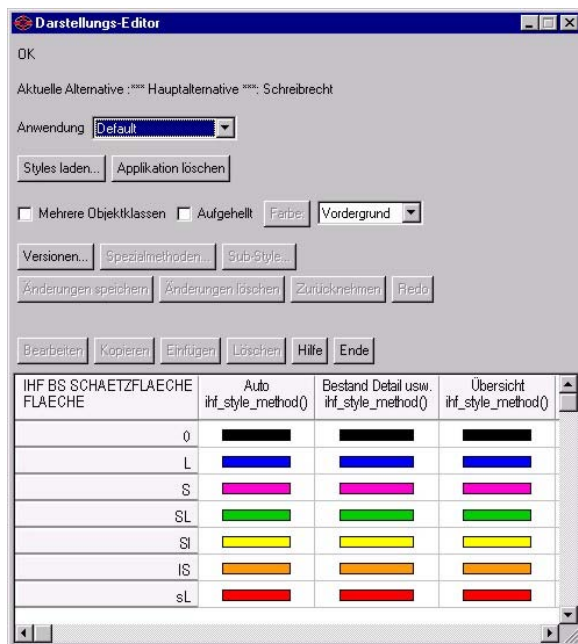 Darstellungs-Editor
OK
Aktuelle Alternative :*** Hauptalternative ***: Schreibrecht
Anwendung Default
Styles laden... Applikation löschen
Mehrere Objektklassen Aufgehellt Farbe: Vordergrund
Versionen... Spezialmethoden... Sub-Style...
Änderungen speichern Änderungen löschen Zurücknehmen Redo
Bearbeiten Kopieren Einfügen Löschen Hilfe Ende
IHF BS SCHAETZFLAECHE Auto Bestand Detail usw. Übersicht
FLAECHE ihf_style_method() ihf_style_method() ihf_style_method()
0
L
S
SL
Sl
lS
sL